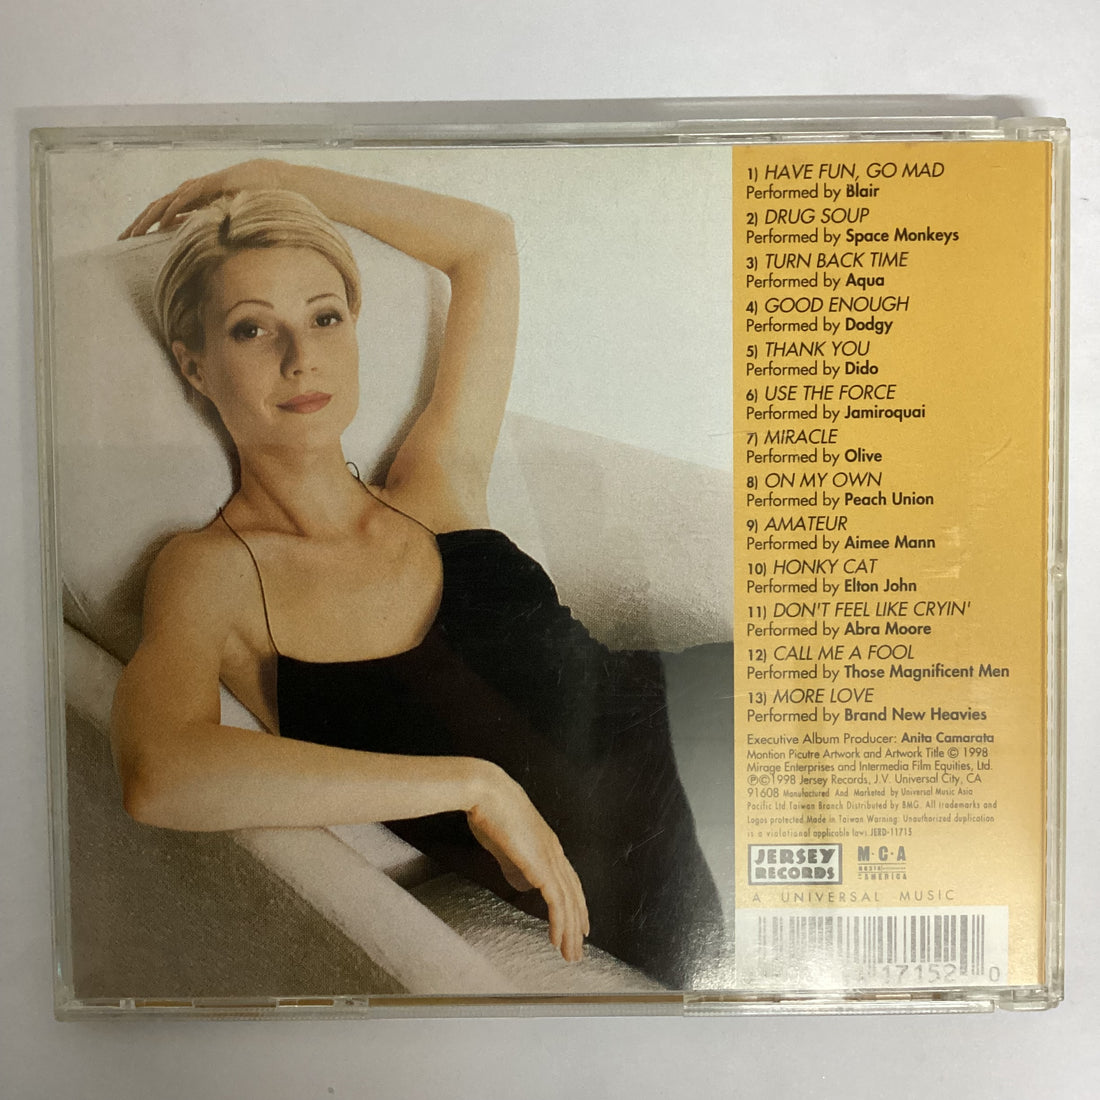 1) HAVE FUN, GO MAD
Performed by Blair
2) DRUG SOUP
Performed by Space Monkeys
3) TURN BACK TIME
Performed by Aqua
4) GOOD ENOUGH
Performed by Dodgy
5) THANK YOU
Performed by Dido
6) USE THE FORCE
Performed by Jamiroquai
7) MIRACLE
Performed by Olive
8) ON MY OWN
Performed by Peach Union
9) AMATEUR
Performed by Aimee Mann
10) HONKY CAT
Performed by Elton John
11) DON'T FEEL LIKE CRYIN'
Performed by Abra Moore
12) CALL ME A FOOL
Performed by Those Magnificent Men
13) MORE LOVE
Performed by Brand New Heavies
Executive Album Producer: Anita Camarata
Montion Picutre Artwork and Artwork Title © 1998
Mirage Enterprises and Intermedia Film Equities, Ltd.
℗©1998 Jersey Records, J.V. Universal City, CA
91608 Manufactured And Marketed by Universal Music Asia
Pacific Ltd Taiwan Branch Distributed by BMG. All trademarks and
Logos protected Made in Taiwan Warning: Unauthorized duplication
is a violational applicable laws JERD-11715
JERSEY RECORDS
M·C·A
MUSIC
AMERICA
A UNIVERSAL MUSIC
17152 0